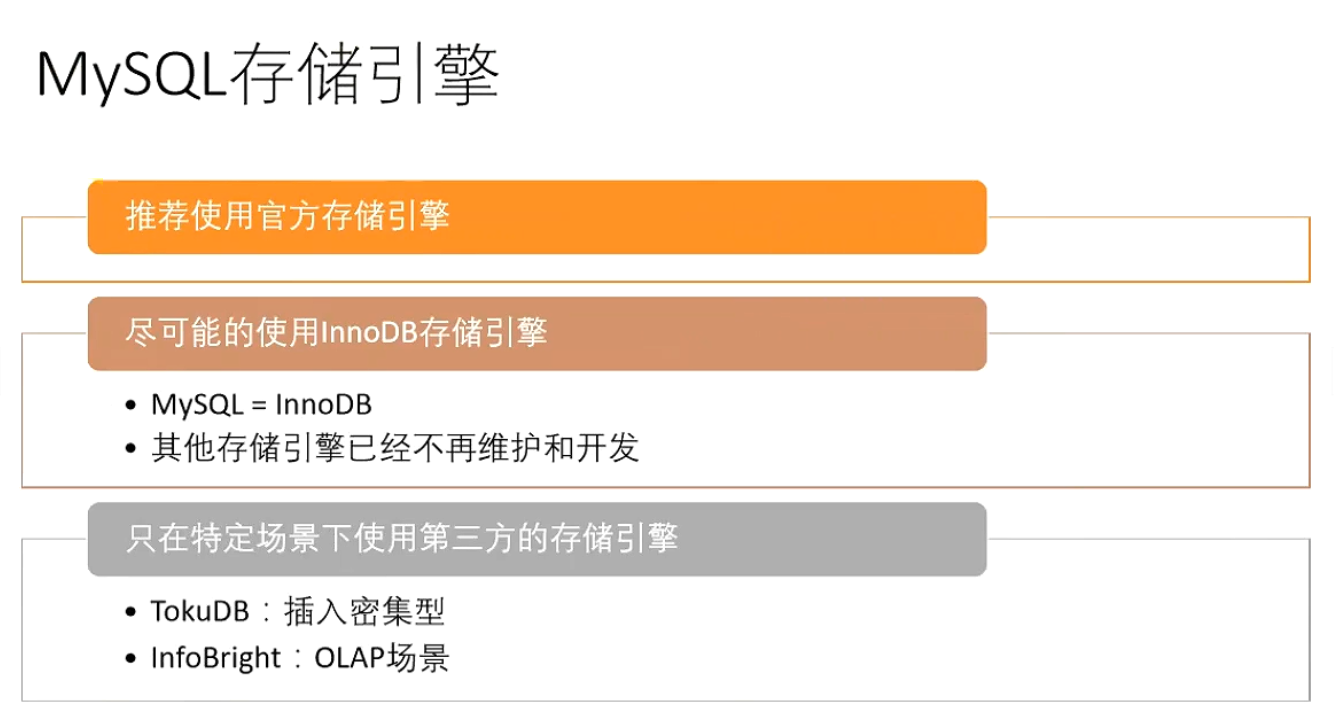 MySQL存储引擎
推荐使用官方存储引擎
尽可能的使用InnoDB存储引擎
• MySQL = InnoDB
• 其他存储引擎已经不再维护和开发
只在特定场景下使用第三方的存储引擎
• TokuDB：插入密集型
• InfoBright：OLAP场景